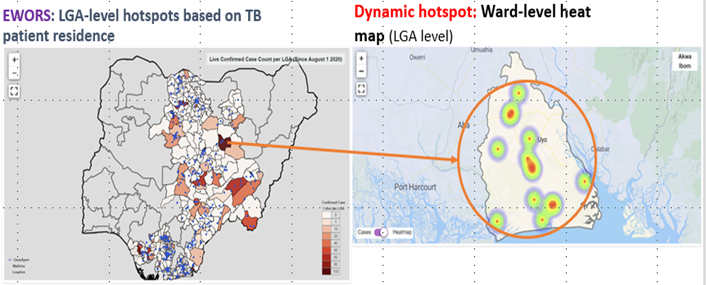 EWORS: LGA-level hotspots based on TB
patient residence
Dynamic hotspot: Ward-level heat
map (LGA level)
Live Confirmed Case Count per LGA (Since August 1 2020)
+
-
Confirmed Case
+
-
Umuahia
Owerri
Akwa
Ibom
Aba
Uyo
Calabar
Port Harcourt
Cases
Heatmap